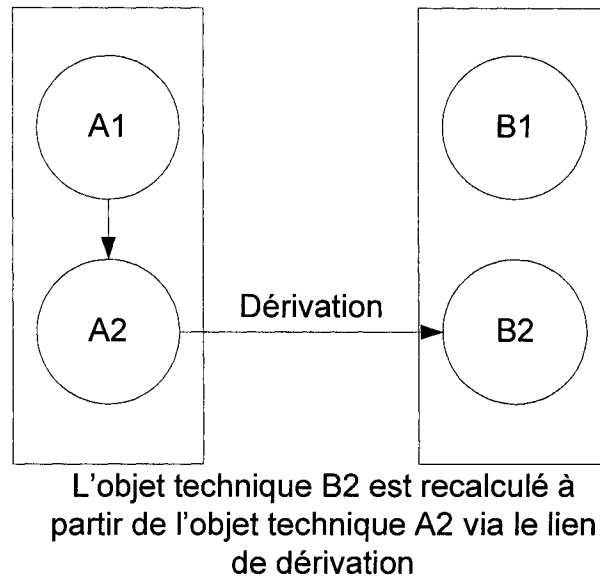 A1
B1
Dérivation
A2
B2
L'objet technique B2 est recalculé à
partir de l'objet technique A2 via le lien
de dérivation